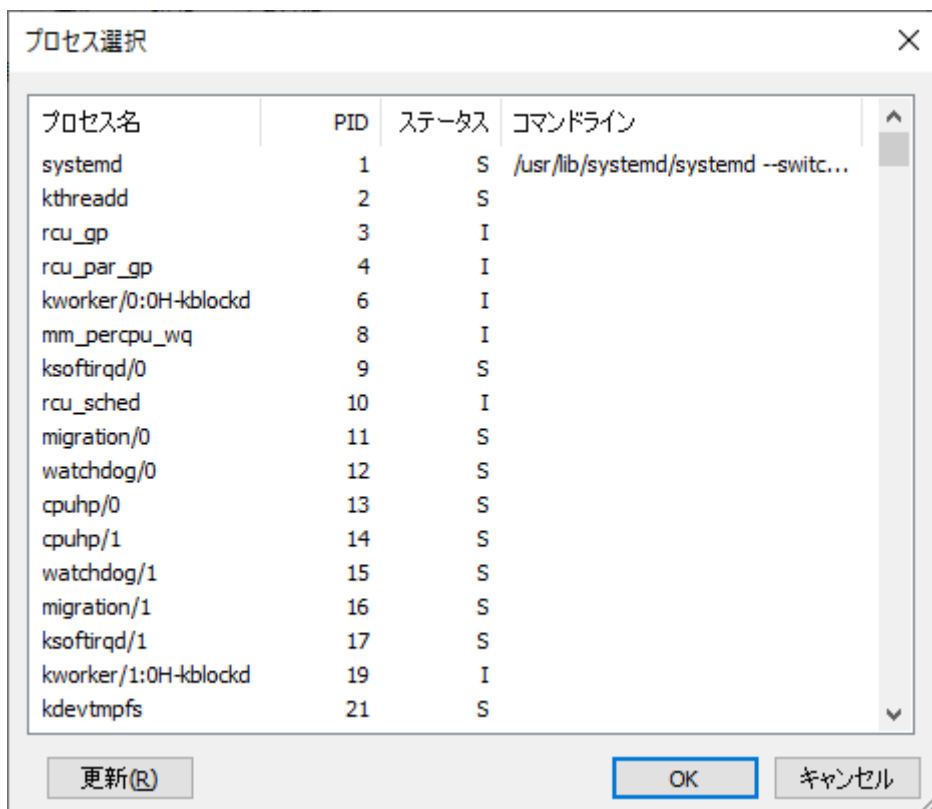 プロセス選択
プロセス名 PID ステータス コマンドライン
systemd 1 S /usr/lib/systemd/systemd --switc...
kthreadd 2 S
rcu_gp 3 I
rcu_par_gp 4 I
kworker/0:0H-kblockd 6 I
mm_percpu_wq 8 I
ksoftirqd/0 9 S
rcu_sched 10 I
migration/0 11 S
watchdog/0 12 S
cpuhp/0 13 S
cpuhp/1 14 S
watchdog/1 15 S
migration/1 16 S
ksoftirqd/1 17 S
kworker/1:0H-kblockd 19 I
kdevtmpfs 21 S
更新(R) OK キャンセル